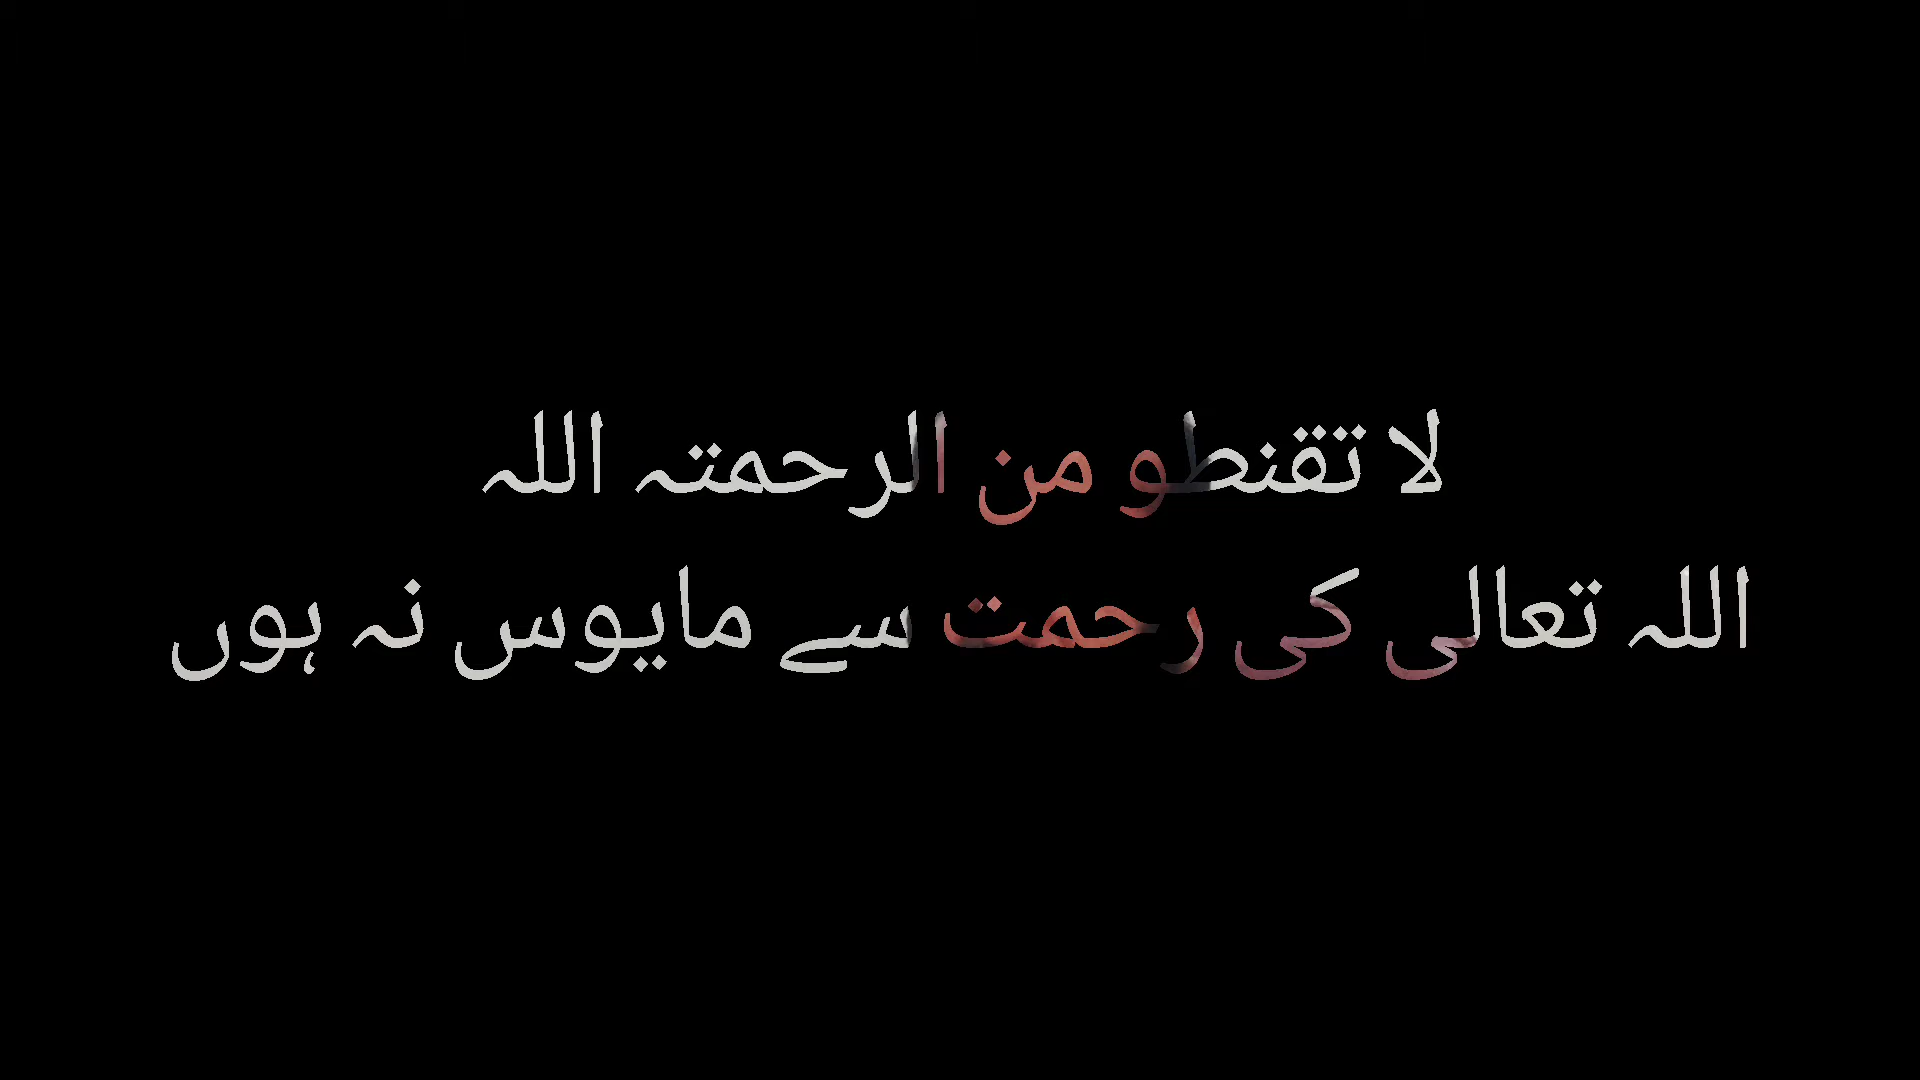 لا تقنطو من الرحمتہ اللہ
اللہ تعالی کی رحمت سے مایوس نہ ہوں